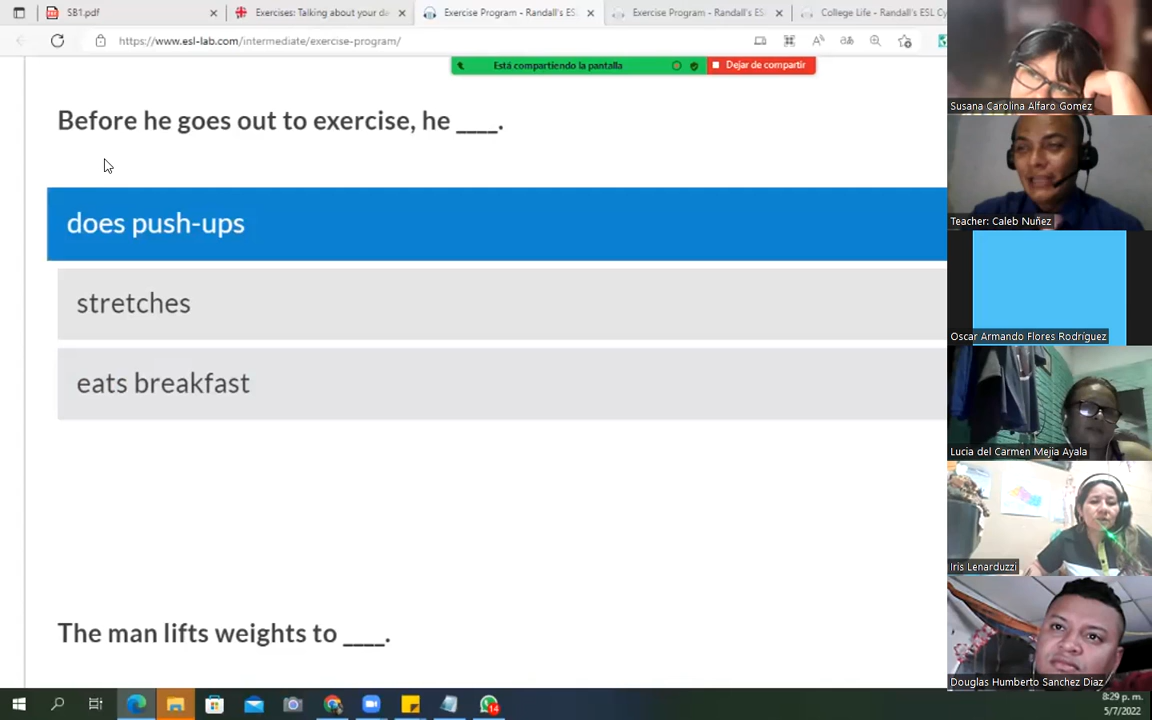 SB1.pdf
Exercises: Talking about your da
Exercise Program - Randall's ES
Exercise Program - Randall's ESL
College Life - Randall's ESL Cy
https://www.esl-lab.com/intermediate/exercise-program/
Está compartiendo la pantalla
Dejar de compartir
Before he goes out to exercise, he ____.
does push-ups
stretches
eats breakfast
The man lifts weights to ____.
Susana Carolina Alfaro Gomez
Teacher: Caleb Nuñez
Oscar Armando Flores Rodríguez
Lucia del Carmen Mejia Ayala
Iris Lenarduzzi
Douglas Humberto Sanchez Diaz
14
8:29 p. m.
5/7/2022